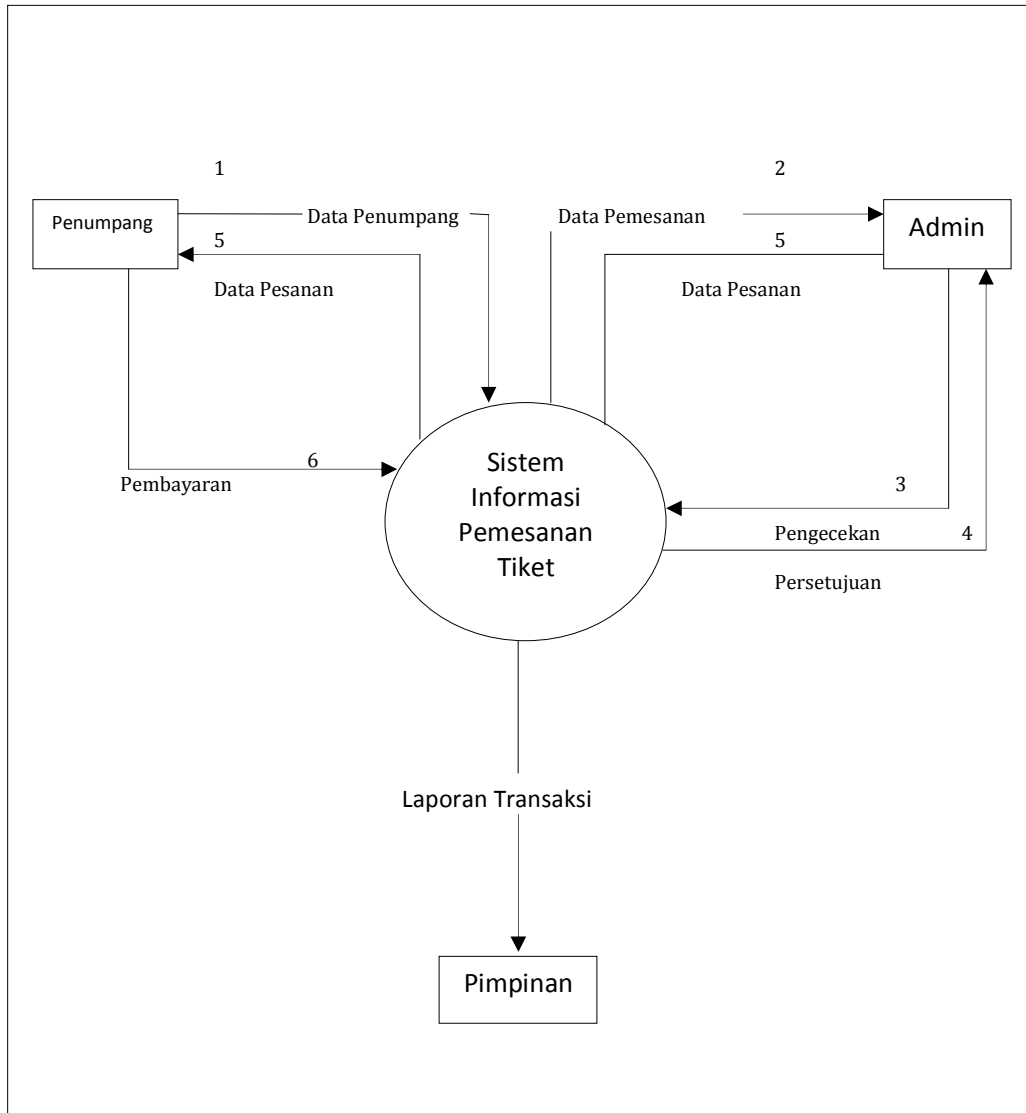 1
2
Penumpang
Data Penumpang
Data Pemesanan
Admin
5
5
Data Pesanan
Data Pesanan
6
Pembayaran
Sistem
Informasi
Pemesanan
Tiket
3
Pengecekan
4
Persetujuan
Laporan Transaksi
Pimpinan